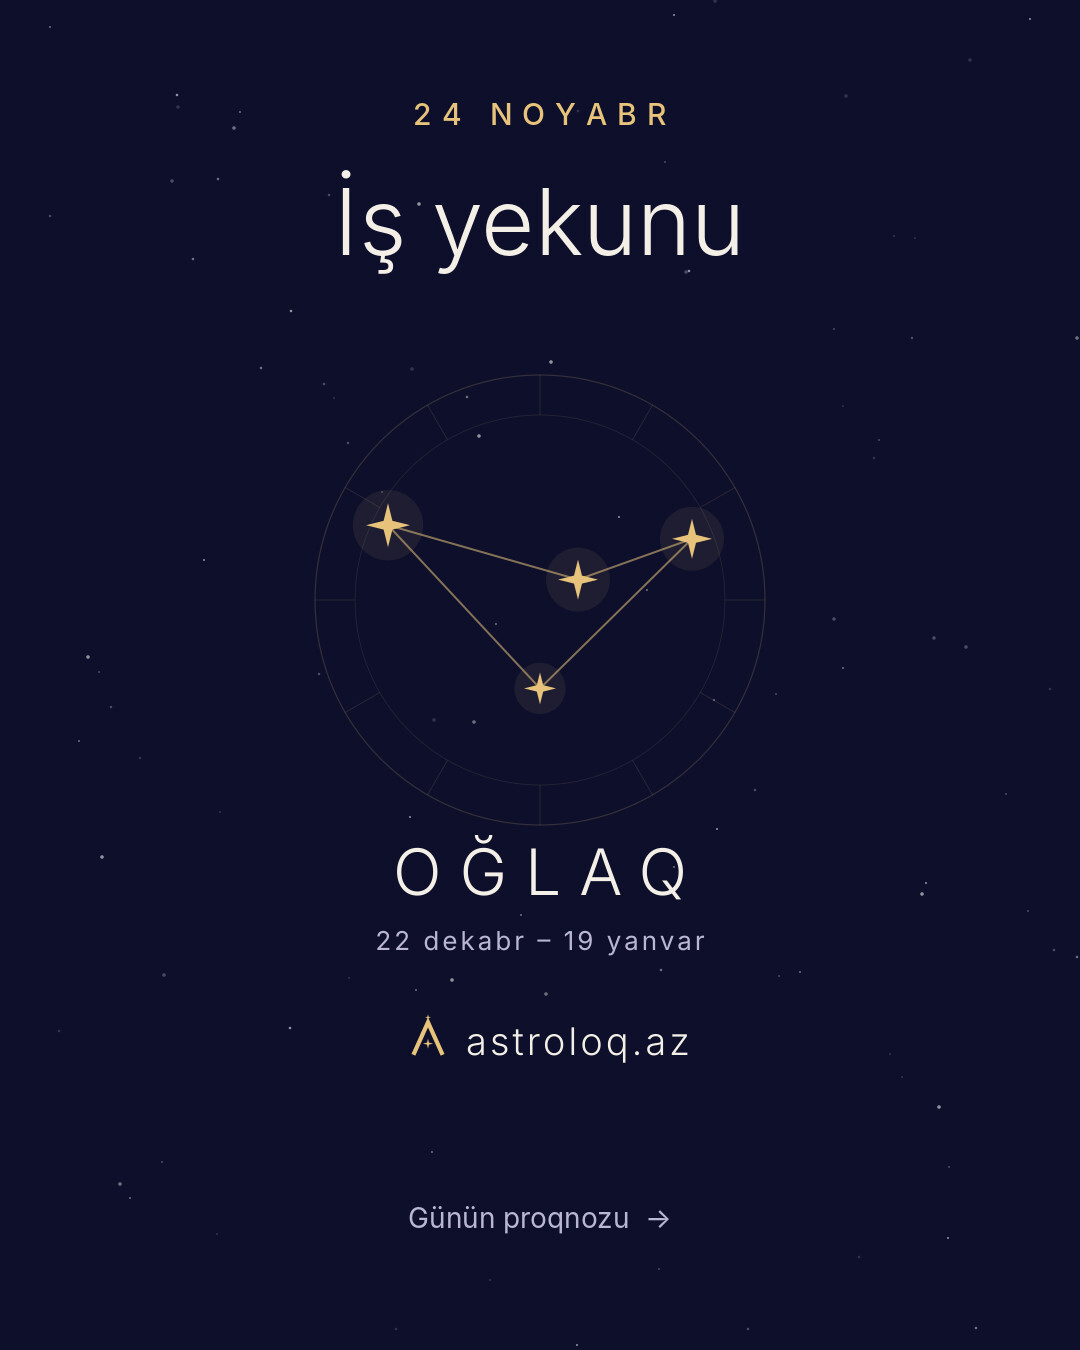 24 NOYABR
İş yekunu
OĞLAQ
22 dekabr – 19 yanvar
astroloq.az
Günün proqnozu →